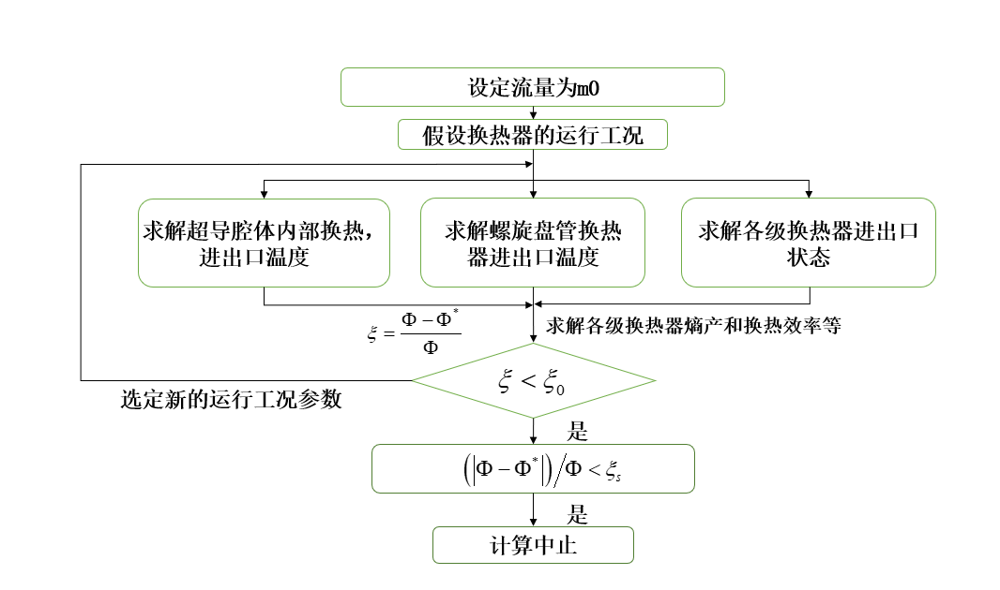 设定流量为m0
假设换热器的运行工况
求解超导腔体内部换热,
进出口温度
求解螺旋盘管换热
器进出口温度
求解各级换热器进出口
状态
ξ = (Φ − Φ*) / Φ
求解各级换热器熵产和换热效率等
ξ < ξ₀
选定新的运行工况参数
是
(|Φ − Φ*|)/Φ < ξₛ
是
计算中止